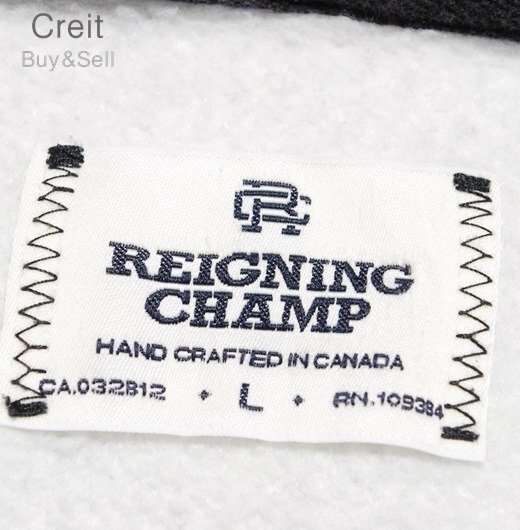 Creit
Buy&Sell
RC
REIGNING
CHAMP
HAND CRAFTED IN CANADA
CA.032812 • L • RN.109384